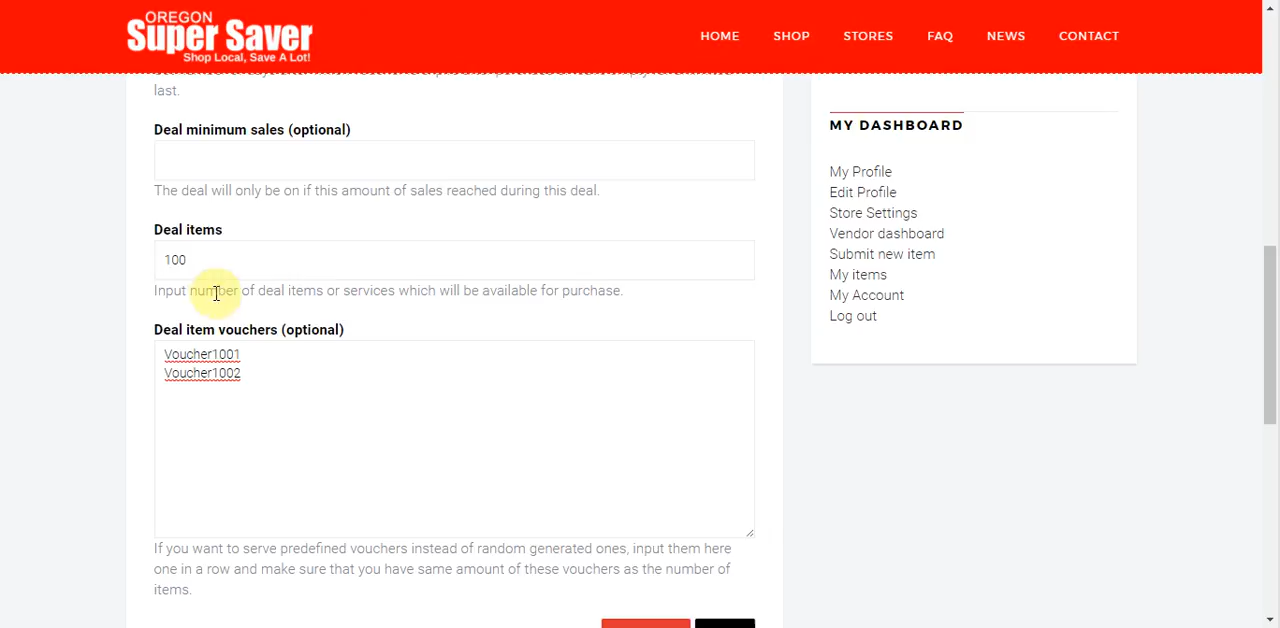 OREGON
Super Saver
Shop Local, Save A Lot!
HOME
SHOP
STORES
FAQ
NEWS
CONTACT
last.
Deal minimum sales (optional)
The deal will only be on if this amount of sales reached during this deal.
Deal items
100
Input number of deal items or services which will be available for purchase.
Deal item vouchers (optional)
Voucher1001
Voucher1002
If you want to serve predefined vouchers instead of random generated ones, input them here
one in a row and make sure that you have same amount of these vouchers as the number of
items.
MY DASHBOARD
My Profile
Edit Profile
Store Settings
Vendor dashboard
Submit new item
My items
My Account
Log out